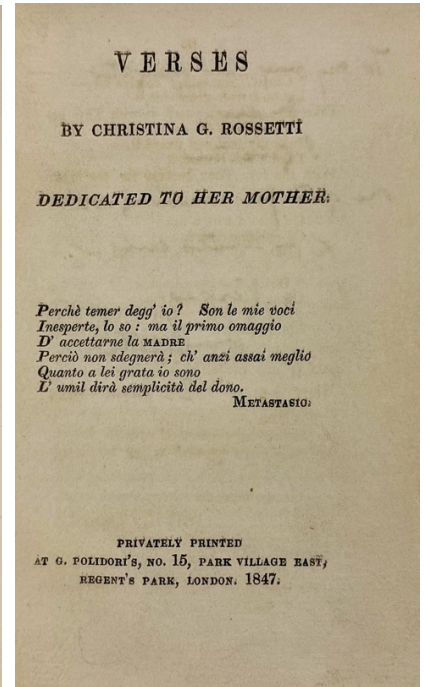 VERSES
BY CHRISTINA G. ROSSETTI
DEDICATED TO HER MOTHER.
Perchè temer degg' io ? Son le mie voci
Inesperte, lo so : ma il primo omaggio
D' accettarne la MADRE
Perciò non sdegnerà ; ch' anzi assai meglio
Quanto a lei grata io sono
L' umil dirà semplicità del dono.
METASTASIO.
PRIVATELY PRINTED
AT G. POLIDORI'S, NO. 15, PARK VILLAGE EAST,
REGENT'S PARK, LONDON. 1847.